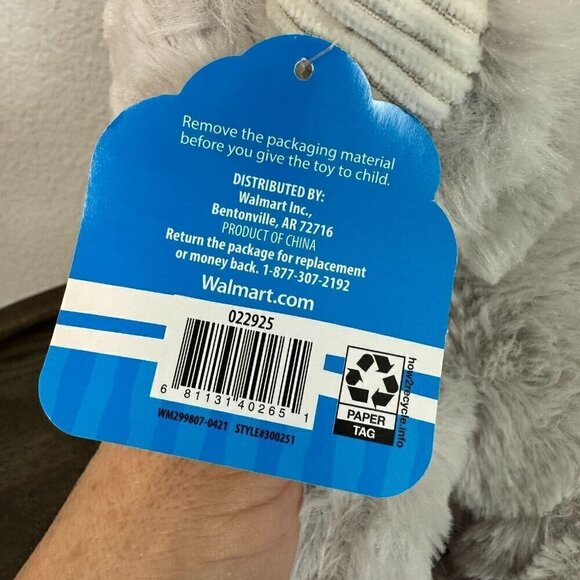 Remove the packaging material
before you give the toy to child.
DISTRIBUTED BY:
Walmart Inc.,
Bentonville, AR 72716
PRODUCT OF CHINA
Return the package for replacement
or money back. 1-877-307-2192
Walmart.com
022925
6 81131 40265 1
WM299807-0421 STYLE#300251
PAPER
TAG
how2recycle.info